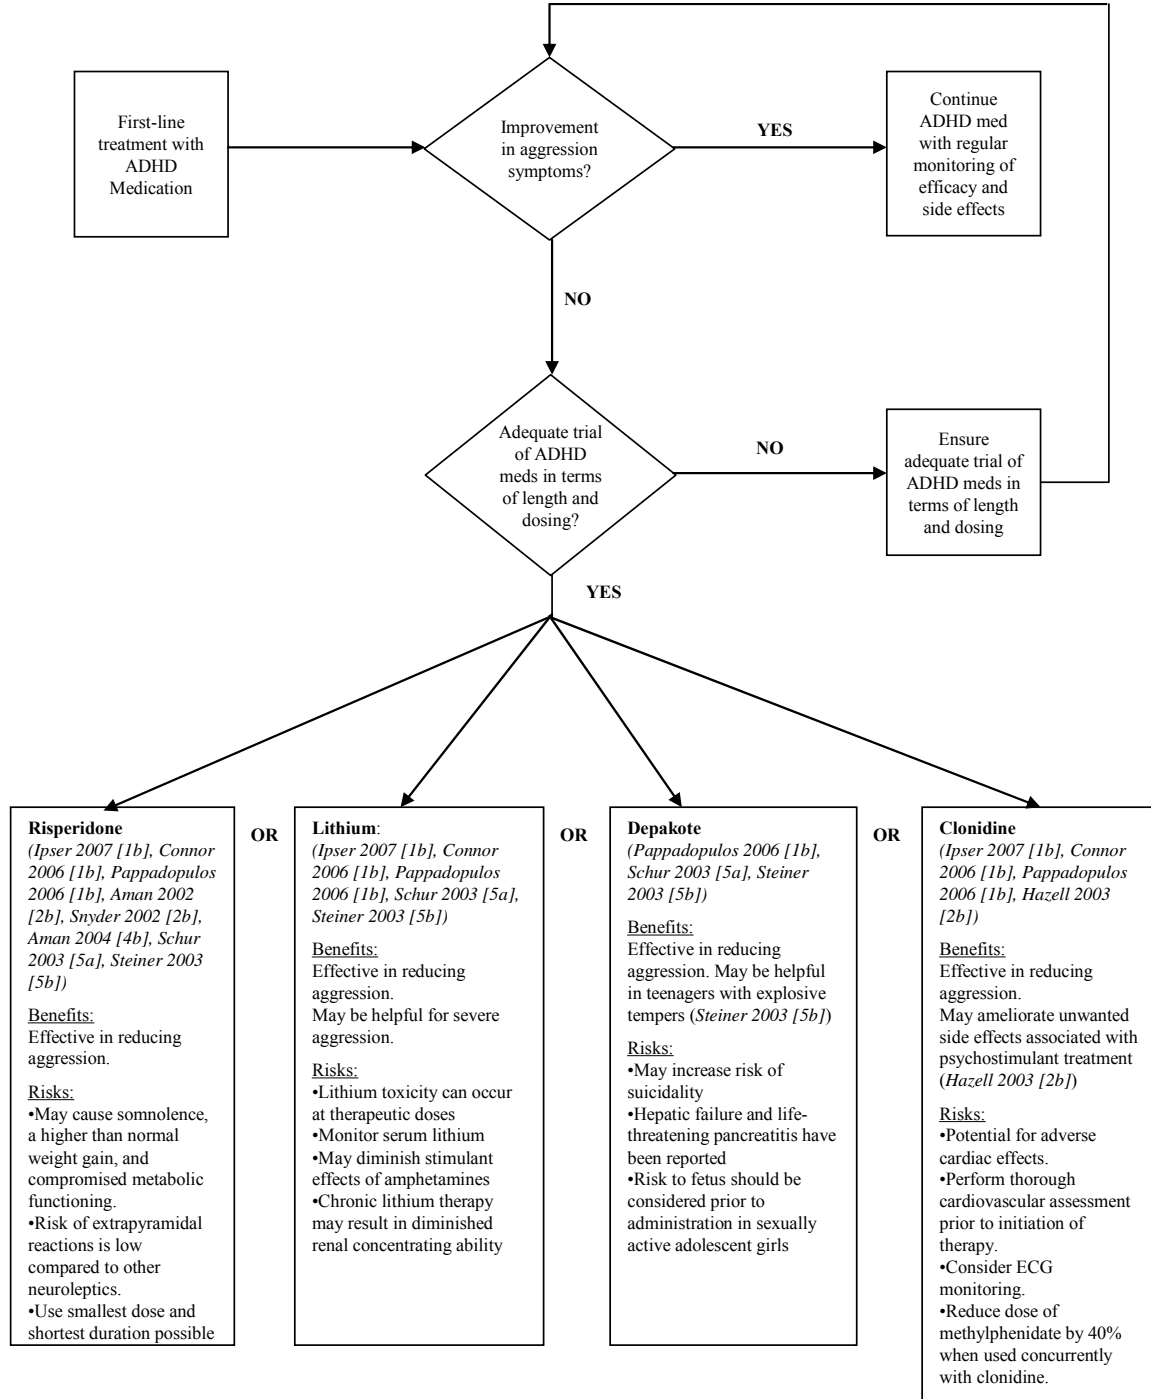 First-line
treatment with
ADHD
Medication
Improvement
in aggression
symptoms?
YES
Continue
ADHD med
with regular
monitoring of
efficacy and
side effects
NO
Adequate trial
of ADHD
meds in terms
of length and
dosing?
NO
Ensure
adequate trial of
ADHD meds in
terms of length
and dosing
YES
Risperidone
(Ipser 2007 [1b], Connor
2006 [1b], Pappadopulos
2006 [1b], Aman 2002
[2b], Snyder 2002 [2b],
Aman 2004 [4b], Schur
2003 [5a], Steiner 2003
[5b])
Benefits:
Effective in reducing
aggression.
Risks:
•May cause somnolence,
a higher than normal
weight gain, and
compromised metabolic
functioning.
•Risk of extrapyramidal
reactions is low
compared to other
neuroleptics.
•Use smallest dose and
shortest duration possible
OR
Lithium:
(Ipser 2007 [1b], Connor
2006 [1b], Pappadopulos
2006 [1b], Schur 2003 [5a],
Steiner 2003 [5b])
Benefits:
Effective in reducing
aggression.
May be helpful for severe
aggression.
Risks:
•Lithium toxicity can occur
at therapeutic doses
•Monitor serum lithium
•May diminish stimulant
effects of amphetamines
•Chronic lithium therapy
may result in diminished
renal concentrating ability
OR
Depakote
(Pappadopulos 2006 [1b],
Schur 2003 [5a], Steiner
2003 [5b])
Benefits:
Effective in reducing
aggression. May be helpful
in teenagers with explosive
tempers (Steiner 2003 [5b])
Risks:
•May increase risk of
suicidality
•Hepatic failure and life-
threatening pancreatitis have
been reported
•Risk to fetus should be
considered prior to
administration in sexually
active adolescent girls
OR
Clonidine
(Ipser 2007 [1b], Connor
2006 [1b], Pappadopulos
2006 [1b], Hazell 2003
[2b])
Benefits:
Effective in reducing
aggression.
May ameliorate unwanted
side effects associated with
psychostimulant treatment
(Hazell 2003 [2b])
Risks:
•Potential for adverse
cardiac effects.
•Perform thorough
cardiovascular assessment
prior to initiation of
therapy.
•Consider ECG
monitoring.
•Reduce dose of
methylphenidate by 40%
when used concurrently
with clonidine.